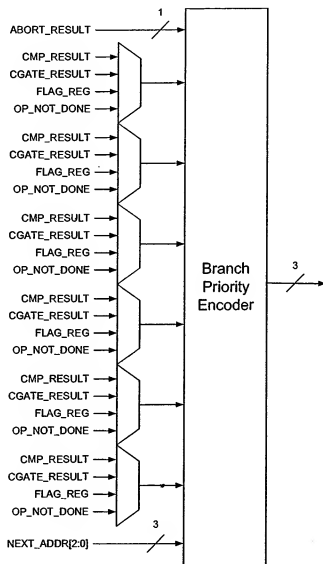 1
ABORT_RESULT
CMP_RESULT
CGATE_RESULT
FLAG_REG
OP_NOT_DONE
CMP_RESULT
CGATE_RESULT
FLAG_REG
OP_NOT_DONE
CMP_RESULT
CGATE_RESULT
FLAG_REG
OP_NOT_DONE
Branch
Priority
Encoder
3
CMP_RESULT
CGATE_RESULT
FLAG_REG
OP_NOT_DONE
CMP_RESULT
CGATE_RESULT
FLAG_REG
OP_NOT_DONE
CMP_RESULT
CGATE_RESULT
FLAG_REG
OP_NOT_DONE
3
NEXT_ADDR[2:0]